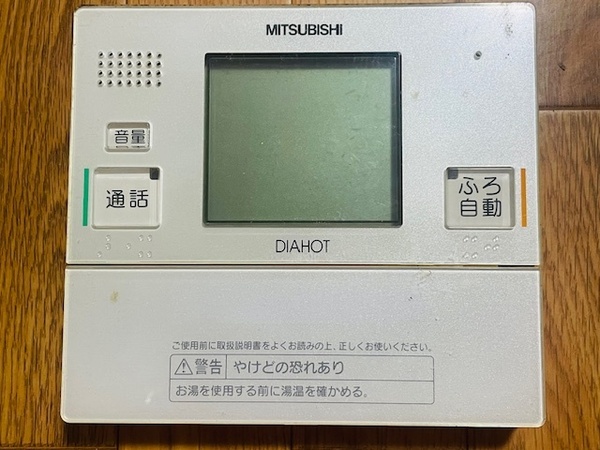 MITSUBISHI
音量
通話
ふろ
自動
DIAHOT
ご使用前に取扱説明書をよくお読みの上、正しくお使いください。
警告 やけどの恐れあり
お湯を使用する前に湯温を確かめる。